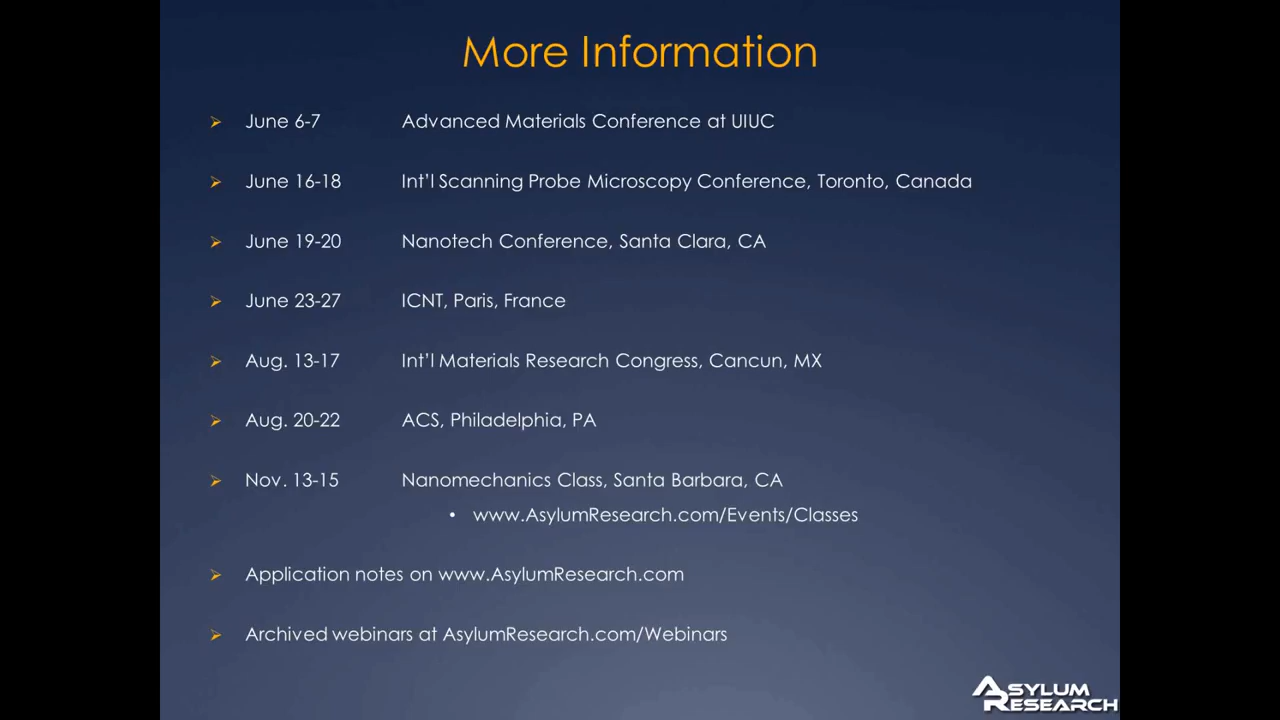 More Information
➢ June 6-7 Advanced Materials Conference at UIUC
➢ June 16-18 Int'l Scanning Probe Microscopy Conference, Toronto, Canada
➢ June 19-20 Nanotech Conference, Santa Clara, CA
➢ June 23-27 ICNT, Paris, France
➢ Aug. 13-17 Int'l Materials Research Congress, Cancun, MX
➢ Aug. 20-22 ACS, Philadelphia, PA
➢ Nov. 13-15 Nanomechanics Class, Santa Barbara, CA
• www.AsylumResearch.com/Events/Classes
➢ Application notes on www.AsylumResearch.com
➢ Archived webinars at AsylumResearch.com/Webinars
ASYLUM
RESEARCH